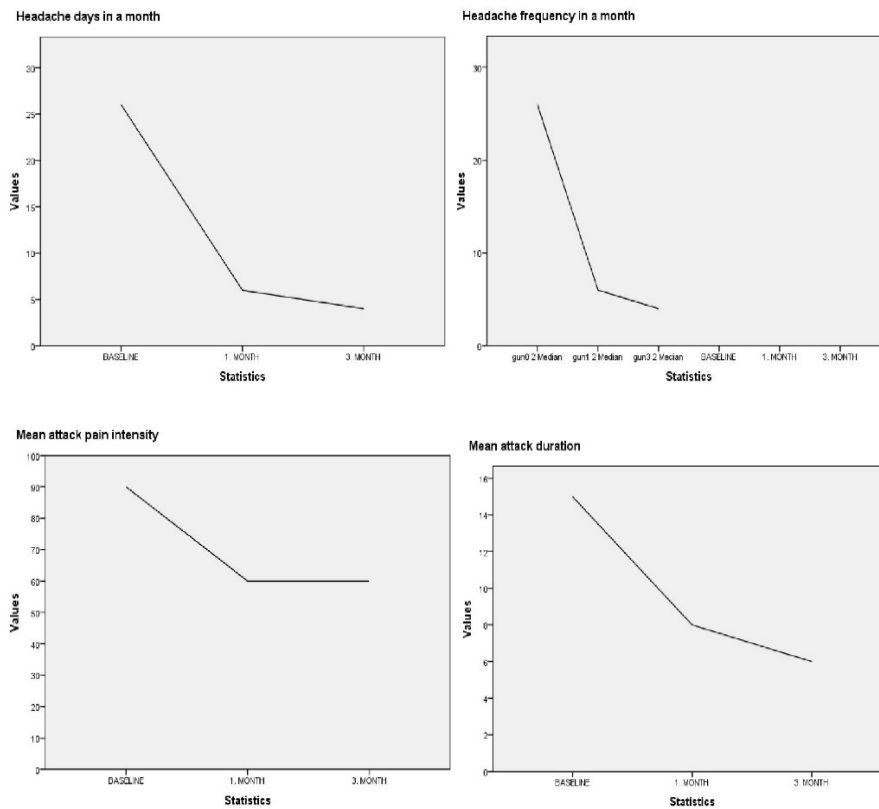 Headache days in a month
30
25
20
15
10
5
0
Values
BASELINE
1. MONTH
3. MONTH
Statistics
Headache frequency in a month
30
20
10
0
Values
gun0 2 Median
gun1 2 Median
gun3 2 Median
BASELINE
1. MONTH
3. MONTH
Statistics
Mean attack pain intensity
100
90
80
70
60
50
40
30
20
10
0
Values
BASELINE
1. MONTH
3. MONTH
Statistics
Mean attack duration
16
14
12
10
8
6
4
2
0
Values
BASELINE
1. MONTH
3. MONTH
Statistics